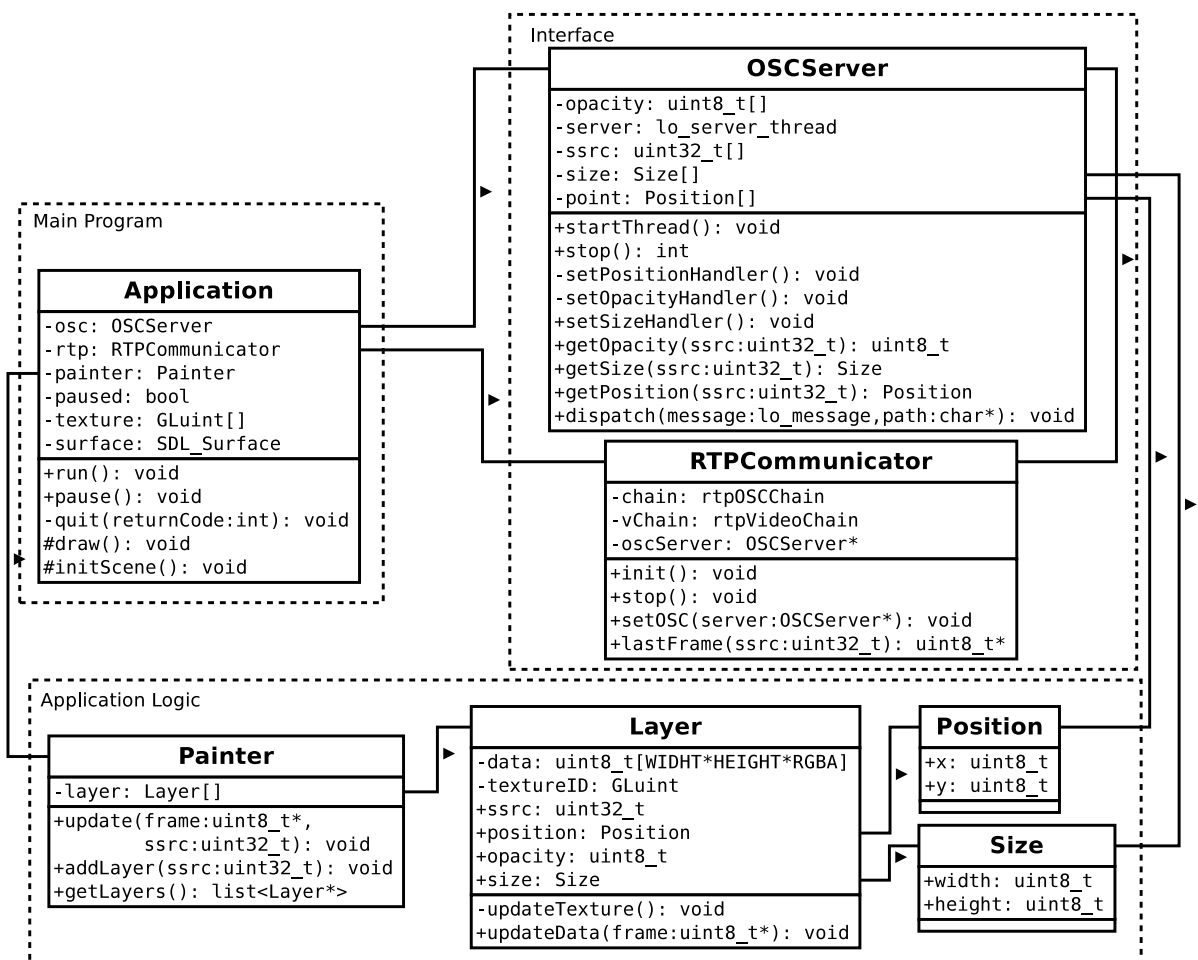 Interface
OSCServer
-opacity: uint8_t[]
-server: lo_server_thread
-ssrc: uint32_t[]
-size: Size[]
-point: Position[]
+startThread(): void
+stop(): int
-setPositionHandler(): void
-setOpacityHandler(): void
+setSizeHandler(): void
+getOpacity(ssrc:uint32_t): uint8_t
+getSize(ssrc:uint32_t): Size
+getPosition(ssrc:uint32_t): Position
+dispatch(message:lo_message,path:char*): void
Main Program
Application
-osc: OSCServer
-rtp: RTPCommunicator
-painter: Painter
-paused: bool
-texture: GLuint[]
-surface: SDL_Surface
+run(): void
+pause(): void
-quit(returnCode:int): void
#draw(): void
#initScene(): void
RTPCommunicator
-chain: rtpOSCChain
-vChain: rtpVideoChain
-oscServer: OSCServer*
+init(): void
+stop(): void
+setOSC(server:OSCServer*): void
+lastFrame(ssrc:uint32_t): uint8_t*
Application Logic
Painter
-layer: Layer[]
+update(frame:uint8_t*,
ssrc:uint32_t): void
+addLayer(ssrc:uint32_t): void
+getLayers(): list<Layer*>
Layer
-data: uint8_t[WIDHT*HEIGHT*RGBA]
-textureID: GLuint
+ssrc: uint32_t
+position: Position
+opacity: uint8_t
+size: Size
-updateTexture(): void
+updateData(frame:uint8_t*): void
Position
+x: uint8_t
+y: uint8_t
Size
+width: uint8_t
+height: uint8_t